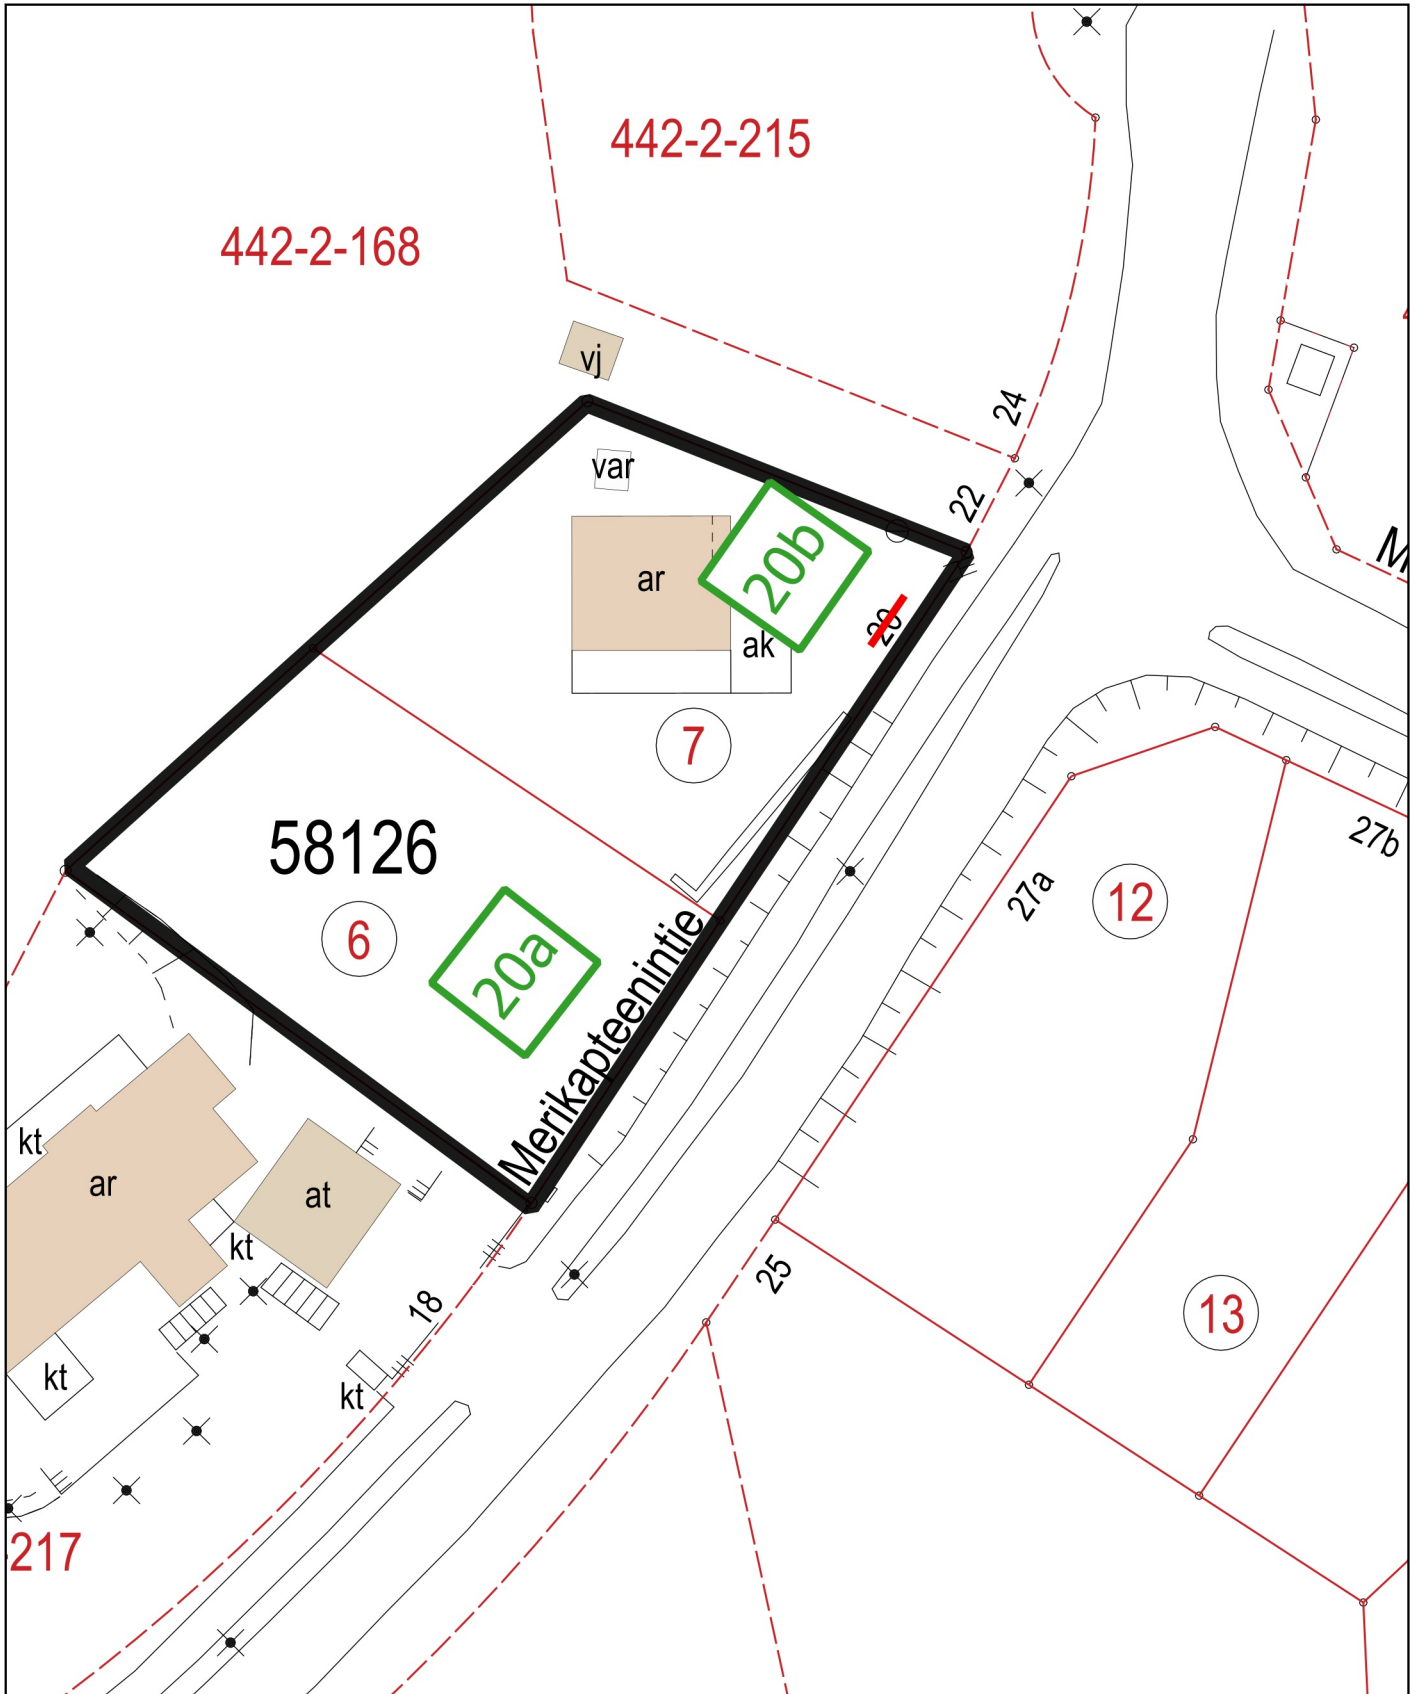 442-2-215
442-2-168
vj
24
var
22
20b
ar
20
ak
7
58126
27b
27a
12
6
20a
Merikapteenintie
kt
ar
at
kt
25
18
13
kt
kt
217